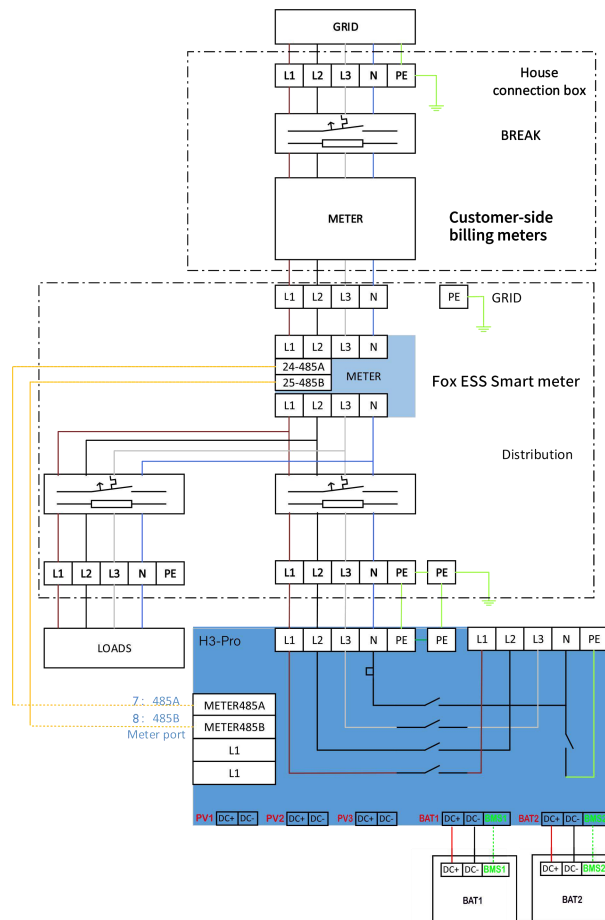 GRID
L1 L2 L3 N PE
House
connection box
BREAK
METER
Customer-side
billing meters
L1 L2 L3 N
PE
GRID
L1 L2 L3 N
24-485A
25-485B
METER
Fox ESS Smart meter
L1 L2 L3 N
Distribution
L1 L2 L3 N PE
L1 L2 L3 N PE PE
LOADS
H3-Pro
L1 L2 L3 N PE PE
L1 L2 L3 N PE
7: 485A
8: 485B
Meter port
METER485A
METER485B
L1
L1
PV1 DC+ DC-
PV2 DC+ DC-
PV3 DC+ DC-
BAT1 DC+ DC-
BAT2 DC+ DC-
DC+ DC- BMS1
BAT1
DC+ DC- BMS2
BAT2